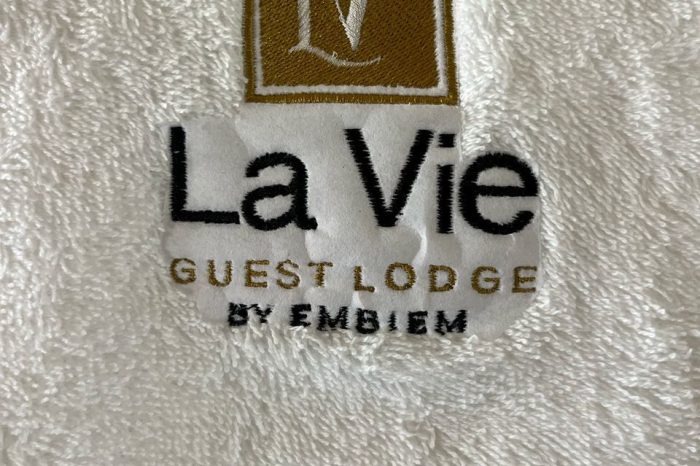 LV
La Vie
GUEST LODGE
BY EMBIEM